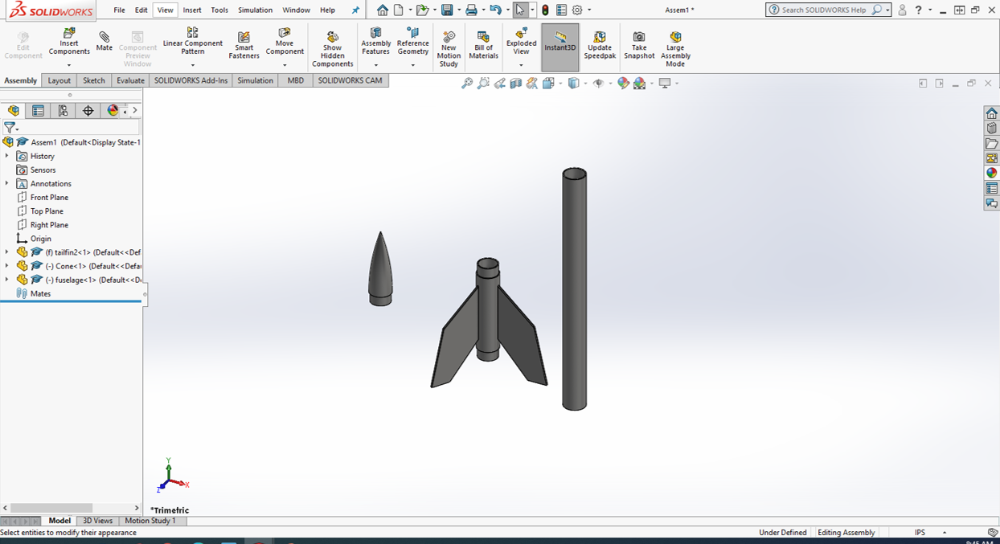 SOLIDWORKS File Edit View Insert Tools Simulation Window Help Assem1 * Search SOLIDWORKS Help ?
Edit Component
Insert Components
Mate
Component Preview Window
Linear Component Pattern
Smart Fasteners
Move Component
Show Hidden Components
Assembly Features
Reference Geometry
New Motion Study
Bill of Materials
Exploded View
Instant3D
Update Speedpak
Take Snapshot
Large Assembly Mode
Assembly Layout Sketch Evaluate SOLIDWORKS Add-Ins Simulation MBD SOLIDWORKS CAM
Assem1 (Default<Display State-1
History
Sensors
Annotations
Front Plane
Top Plane
Right Plane
Origin
(f) tailfin2<1> (Default<<Def
(-) Cone<1> (Default<<Defa
(-) fuselage<1> (Default<<D
Mates
Y
X
Z
*Trimetric
Model 3D Views Motion Study 1
Select entities to modify their appearance Under Defined Editing Assembly IPS
8:45 AM